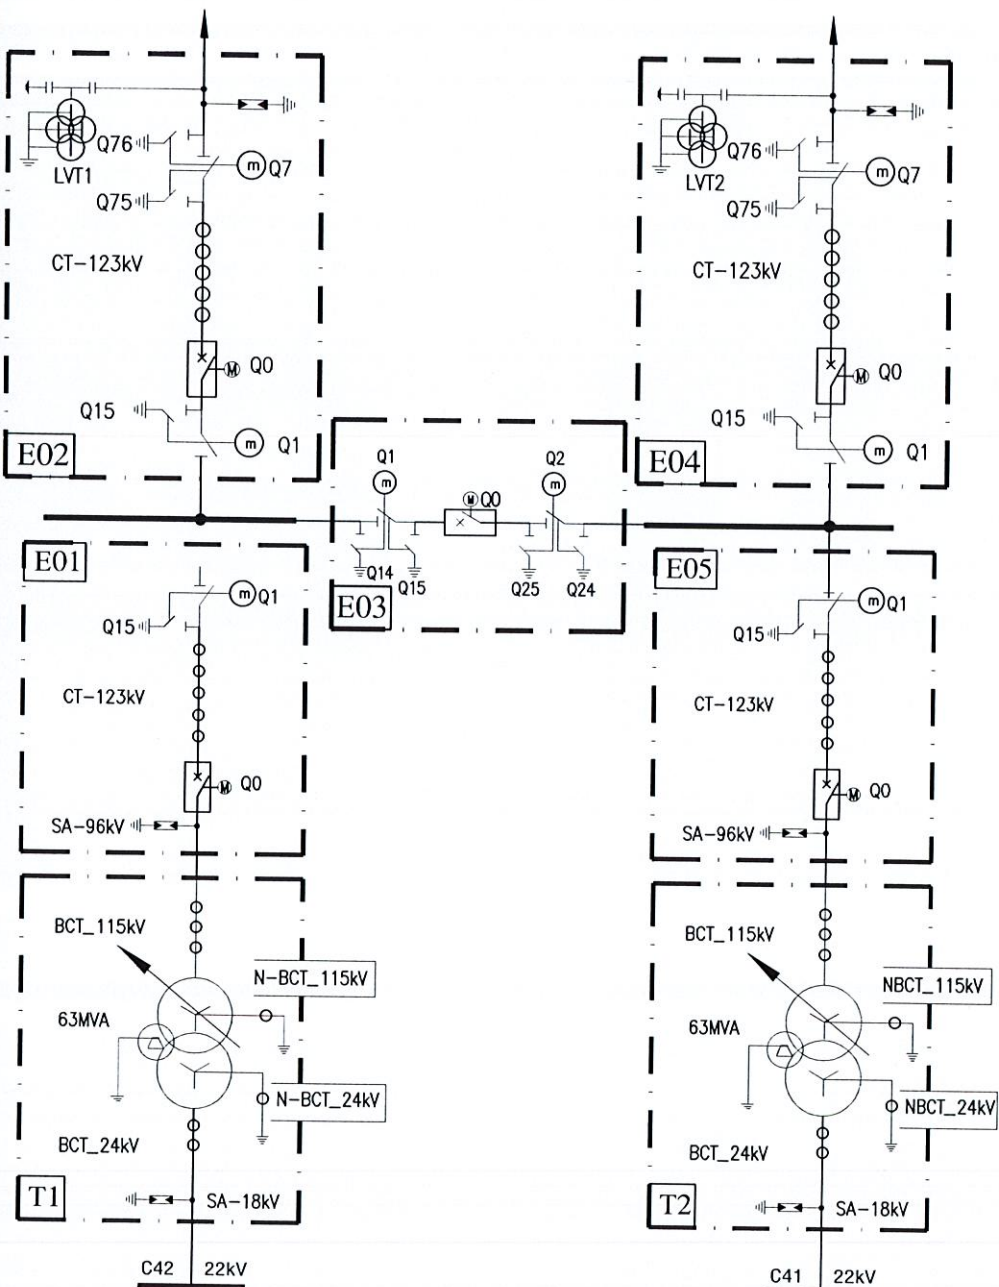 Q76
m Q7
LVT1
Q75
CT-123kV
M Q0
Q15
m Q1
E02
Q76
m Q7
LVT2
Q75
CT-123kV
M Q0
Q15
m Q1
E04
Q1
m
M Q0
Q2
m
Q14
Q15
Q25
Q24
E03
E01
m Q1
Q15
CT-123kV
M Q0
SA-96kV
E05
m Q1
Q15
CT-123kV
M Q0
SA-96kV
BCT_115kV
N-BCT_115kV
63MVA
N-BCT_24kV
BCT_24kV
T1
SA-18kV
C42 22kV
BCT_115kV
NBCT_115kV
63MVA
NBCT_24kV
BCT_24kV
T2
SA-18kV
C41 22kV